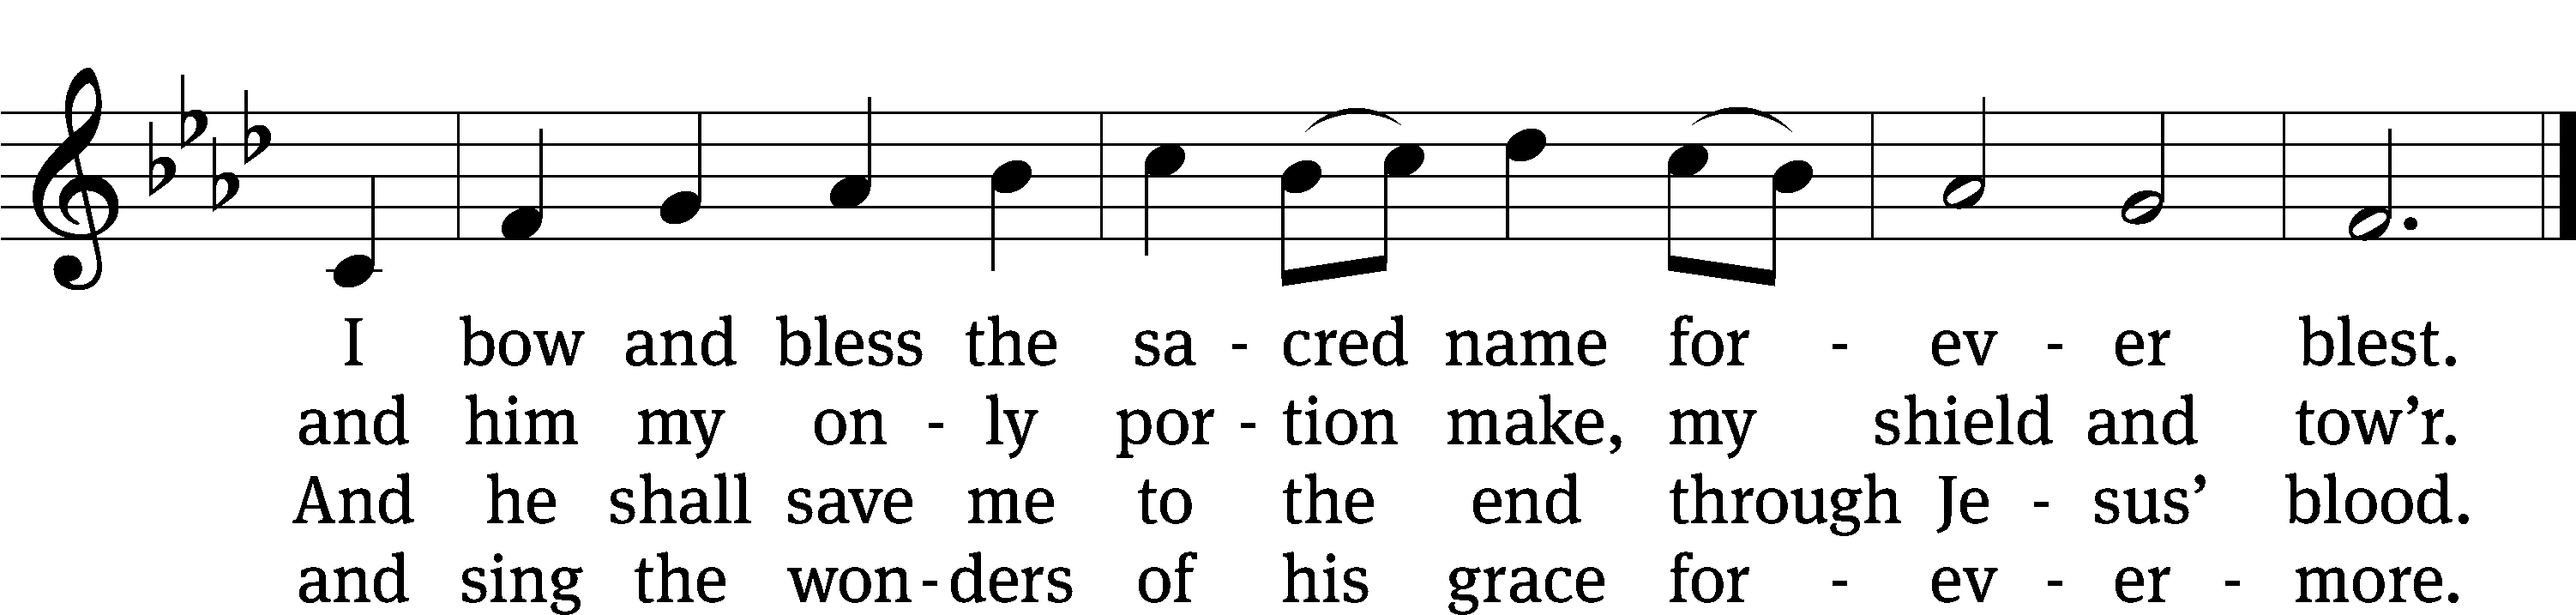 I bow and bless the sa - cred name for - ev - er blest.
and him my on - ly por - tion make, my shield and tow’r.
And he shall save me to the end through Je - sus’ blood.
and sing the won - ders of his grace for - ev - er - more.